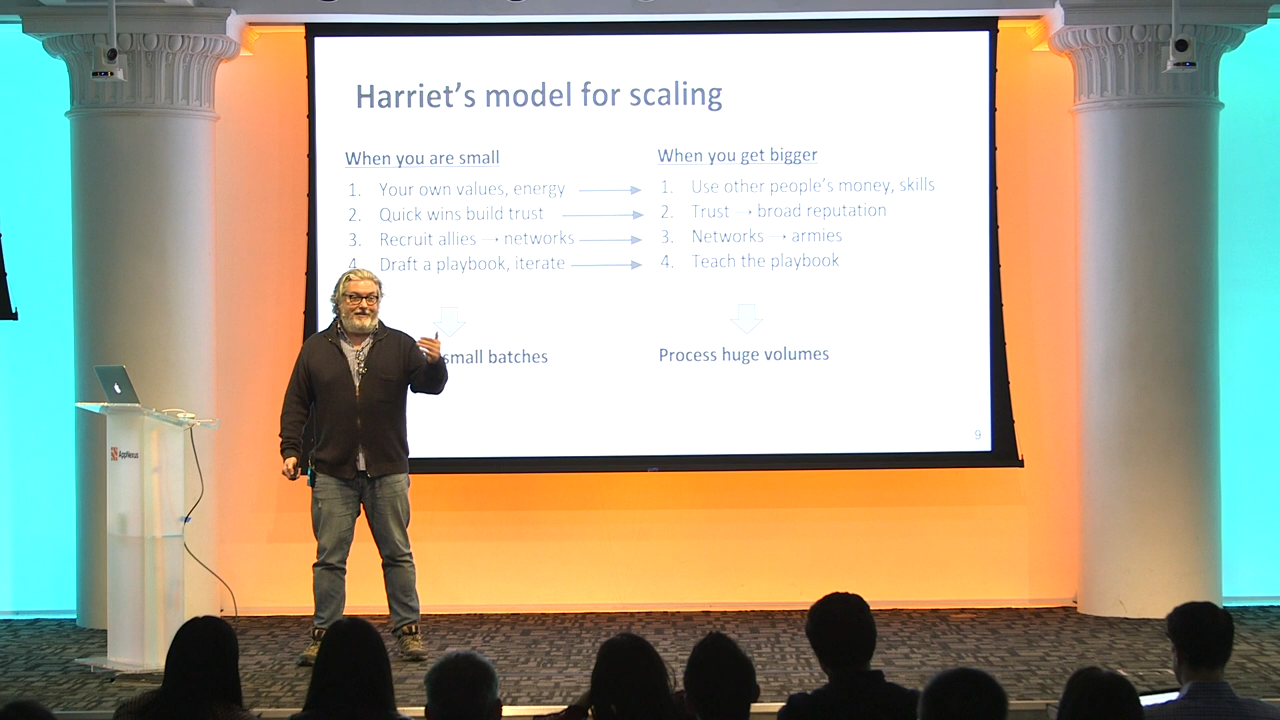 Harriet's model for scaling
When you are small
1. Your own values, energy
2. Quick wins build trust
3. Recruit allies → networks
4. Draft a playbook, iterate
small batches
When you get bigger
1. Use other people's money, skills
2. Trust → broad reputation
3. Networks → armies
4. Teach the playbook
Process huge volumes
9
AppNexus